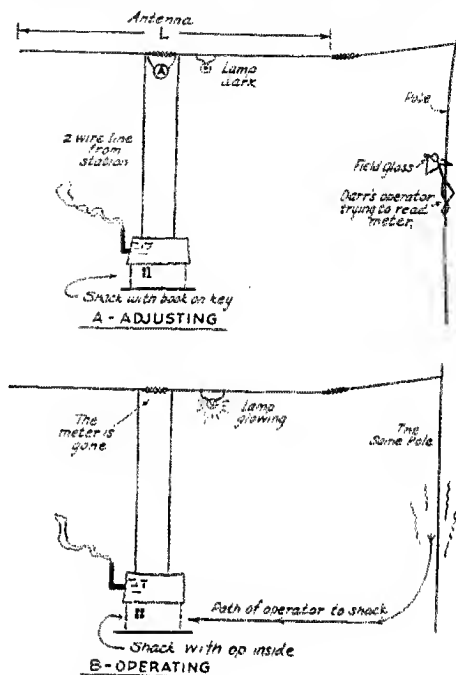 Antenna
L
A
Lamp
dark
Pole
2 wire line
from
station
Field glass
Darr's operator
trying to read
meter.
Shack with book on key
A - ADJUSTING
The
meter is
gone
Lamp
glowing
The
Same Pole
Path of operator to shack
Shack with op inside
B - OPERATING